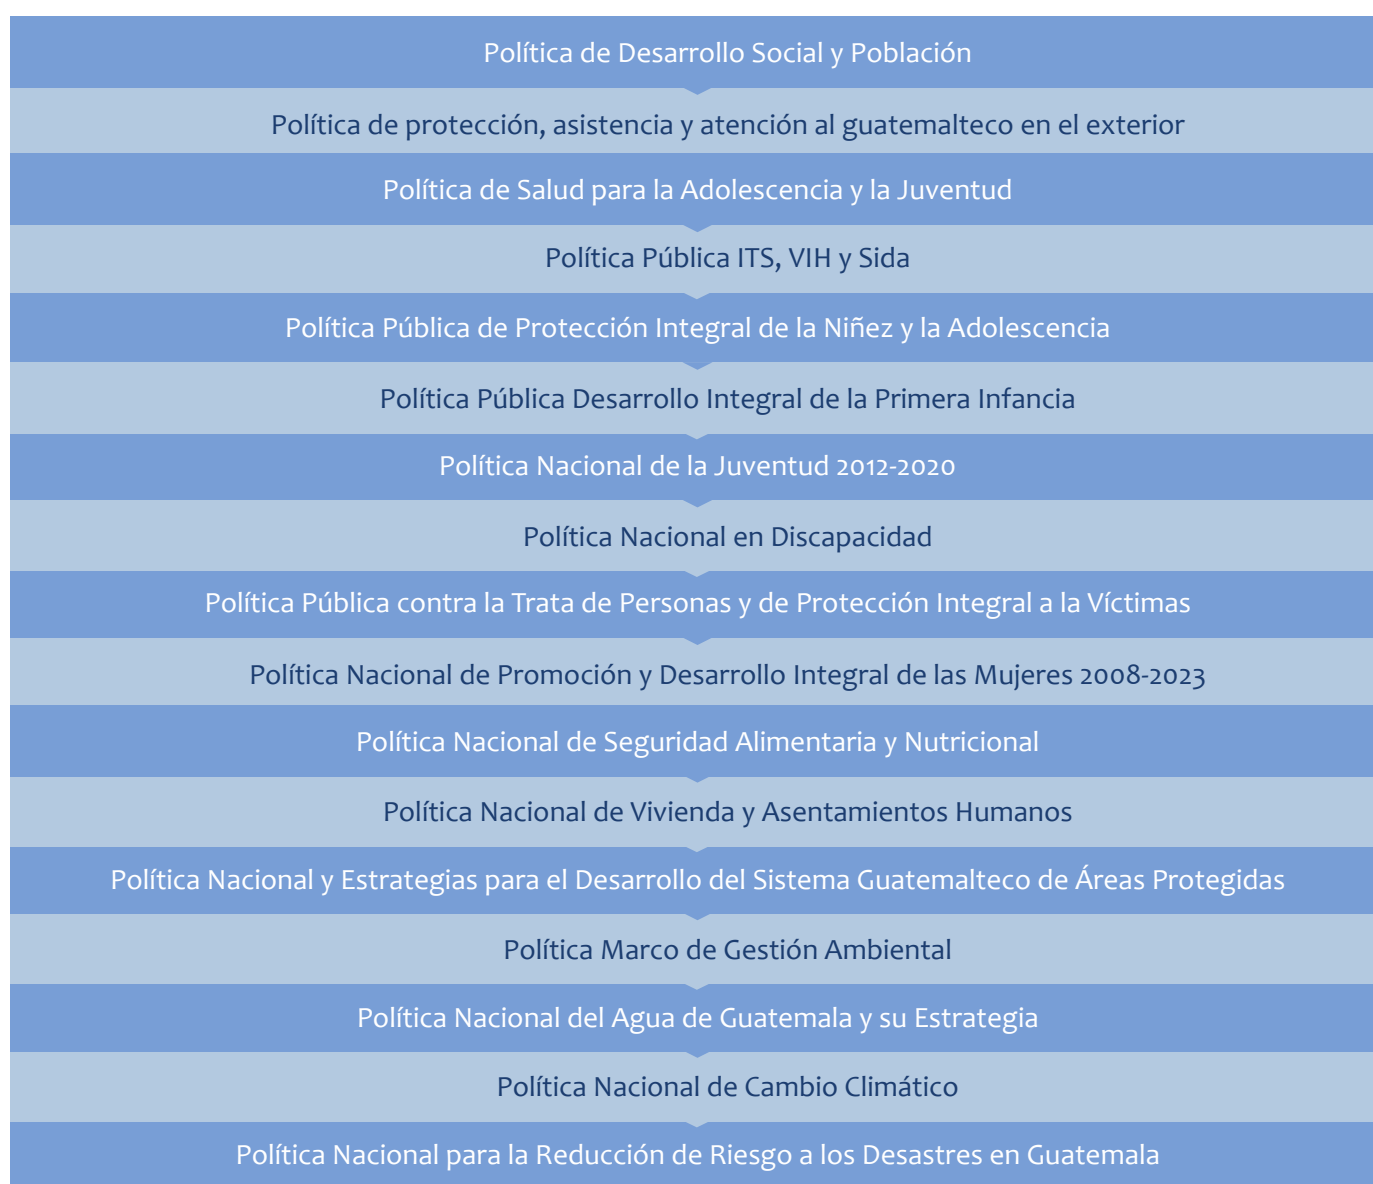 Política de Desarrollo Social y Población
Política de protección, asistencia y atención al guatemalteco en el exterior
Política de Salud para la Adolescencia y la Juventud
Política Pública ITS, VIH y Sida
Política Pública de Protección Integral de la Niñez y la Adolescencia
Política Pública Desarrollo Integral de la Primera Infancia
Política Nacional de la Juventud 2012-2020
Política Nacional en Discapacidad
Política Pública contra la Trata de Personas y de Protección Integral a la Víctimas
Política Nacional de Promoción y Desarrollo Integral de las Mujeres 2008-2023
Política Nacional de Seguridad Alimentaria y Nutricional
Política Nacional de Vivienda y Asentamientos Humanos
Política Nacional y Estrategias para el Desarrollo del Sistema Guatemalteco de Áreas Protegidas
Política Marco de Gestión Ambiental
Política Nacional del Agua de Guatemala y su Estrategia
Política Nacional de Cambio Climático
Política Nacional para la Reducción de Riesgo a los Desastres en Guatemala